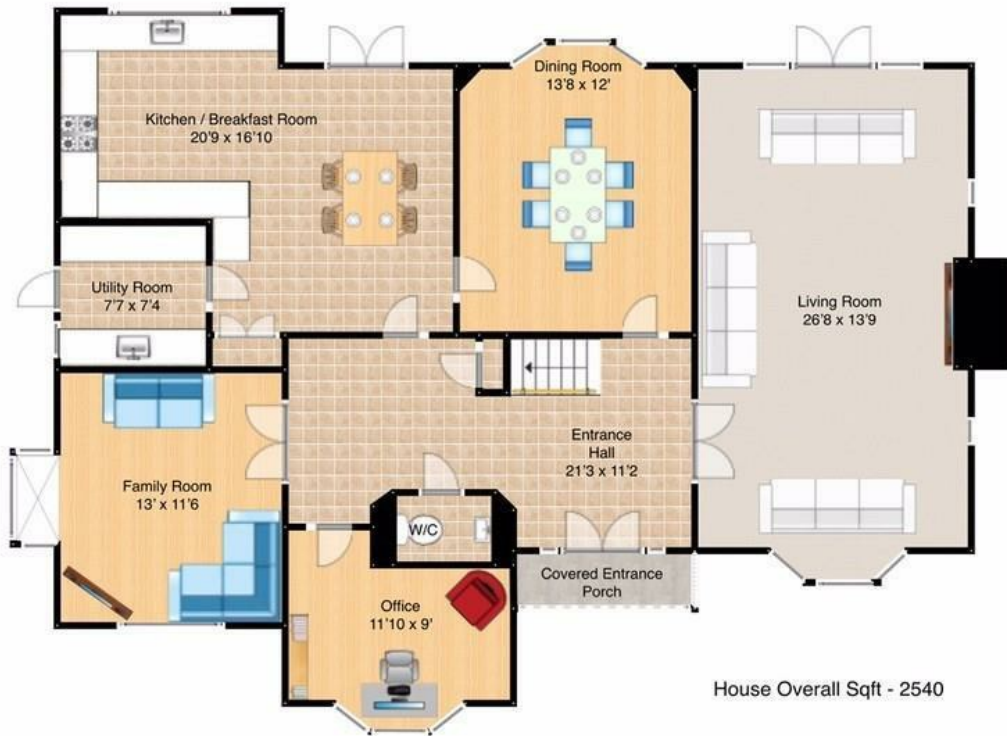 Kitchen / Breakfast Room
20'9 x 16'10
Dining Room
13'8 x 12'
Utility Room
7'7 x 7'4
Living Room
26'8 x 13'9
Entrance
Hall
21'3 x 11'2
Family Room
13' x 11'6
W/C
Covered Entrance
Porch
Office
11'10 x 9'
House Overall Sqft - 2540